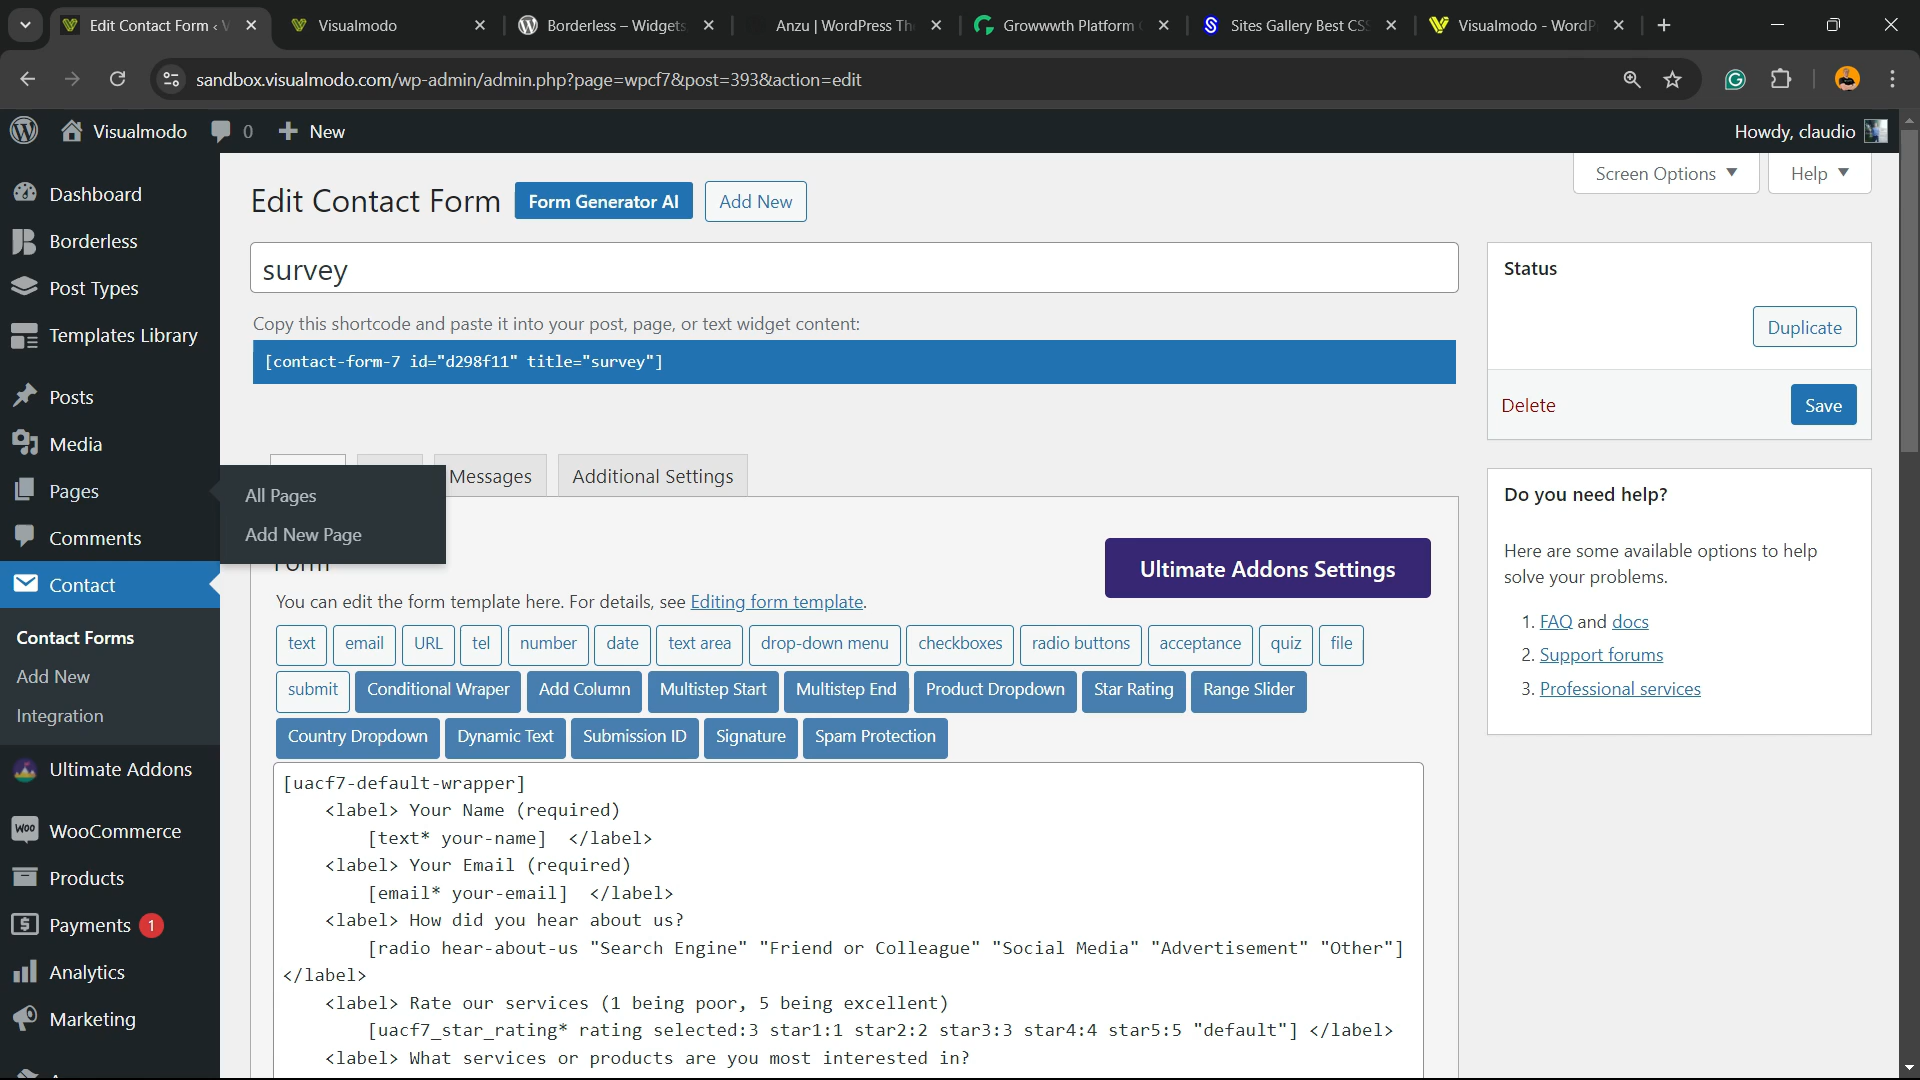 Edit Contact Form ‹ V
Visualmodo
Borderless – Widgets
Anzu | WordPress Th
Growwwth Platform
Sites Gallery Best CSS
Visualmodo - WordP
sandbox.visualmodo.com/wp-admin/admin.php?page=wpcf7&post=393&action=edit
Visualmodo
0
New
Howdy, claudio
Screen Options
Help
Dashboard
Borderless
Post Types
Templates Library
Posts
Media
Pages
All Pages
Add New Page
Comments
Contact
Contact Forms
Add New
Integration
Ultimate Addons
WooCommerce
Products
Payments 1
Analytics
Marketing
Edit Contact Form
Form Generator AI
Add New
survey
Copy this shortcode and paste it into your post, page, or text widget content:
[contact-form-7 id="d298f11" title="survey"]
Messages
Additional Settings
Form
Ultimate Addons Settings
You can edit the form template here. For details, see Editing form template.
text email URL tel number date text area drop-down menu checkboxes radio buttons acceptance quiz file
submit Conditional Wraper Add Column Multistep Start Multistep End Product Dropdown Star Rating Range Slider
Country Dropdown Dynamic Text Submission ID Signature Spam Protection
[uacf7-default-wrapper]
<label> Your Name (required)
[text* your-name] </label>
<label> Your Email (required)
[email* your-email] </label>
<label> How did you hear about us?
[radio hear-about-us "Search Engine" "Friend or Colleague" "Social Media" "Advertisement" "Other"]
</label>
<label> Rate our services (1 being poor, 5 being excellent)
[uacf7_star_rating* rating selected:3 star1:1 star2:2 star3:3 star4:4 star5:5 "default"] </label>
<label> What services or products are you most interested in?
Status
Duplicate
Delete
Save
Do you need help?
Here are some available options to help
solve your problems.
1. FAQ and docs
2. Support forums
3. Professional services